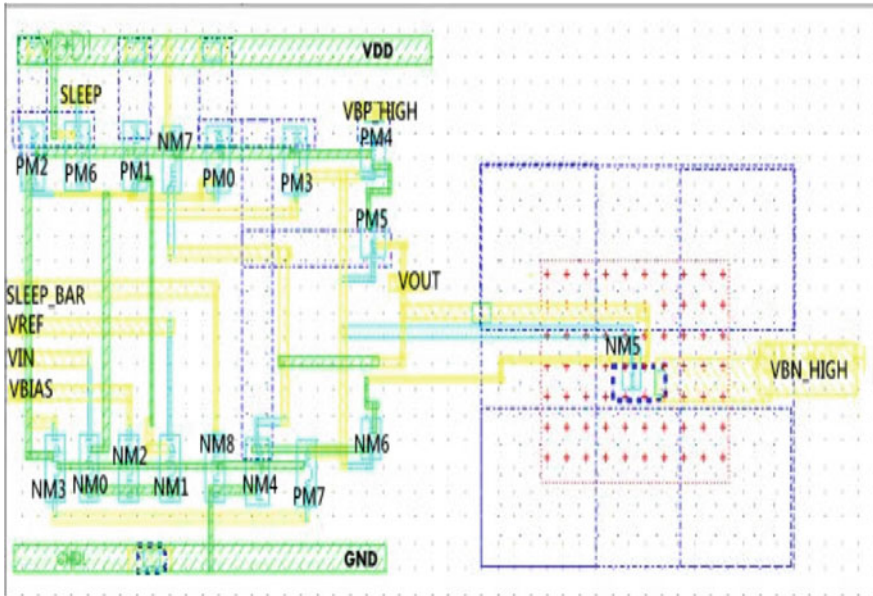 VDD
SLEEP
VBP_HIGH
PM4
NM7
PM2
PM6
PM1
PM0
PM3
PM5
VOUT
SLEEP_BAR
VREF
NM5
VIN
VBN_HIGH
VBIAS
NM8
NM6
NM2
NM3
NM0
NM1
NM4
PM7
GND